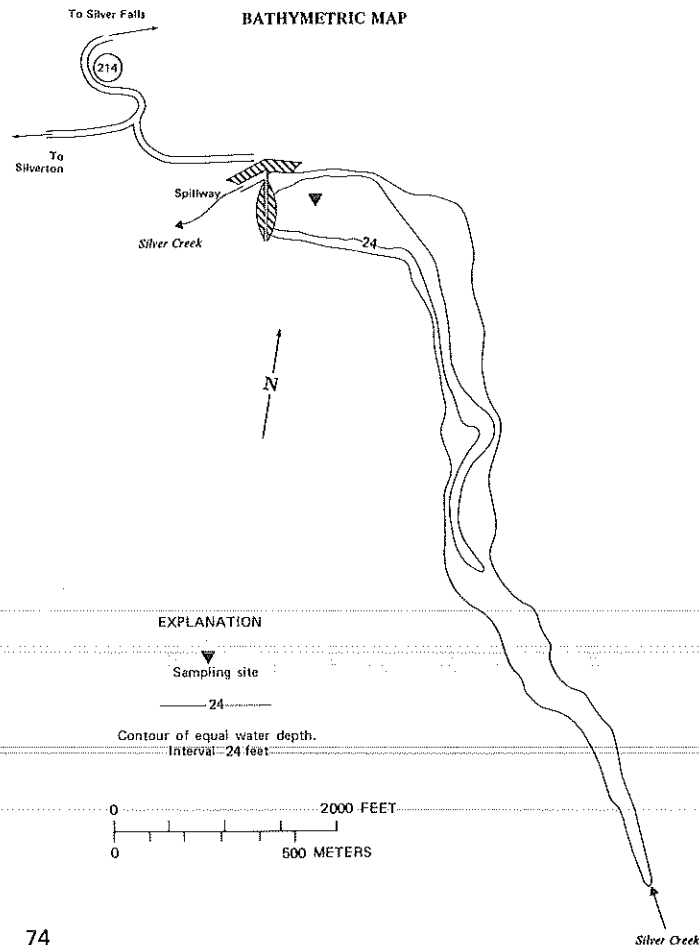 To Silver Falls
BATHYMETRIC MAP
214
To
Silverton
Spillway
Silver Creek
24
N
EXPLANATION
Sampling site
24
Contour of equal water depth.
Interval 24 feet
0 2000 FEET
0 500 METERS
74
Silver Creek